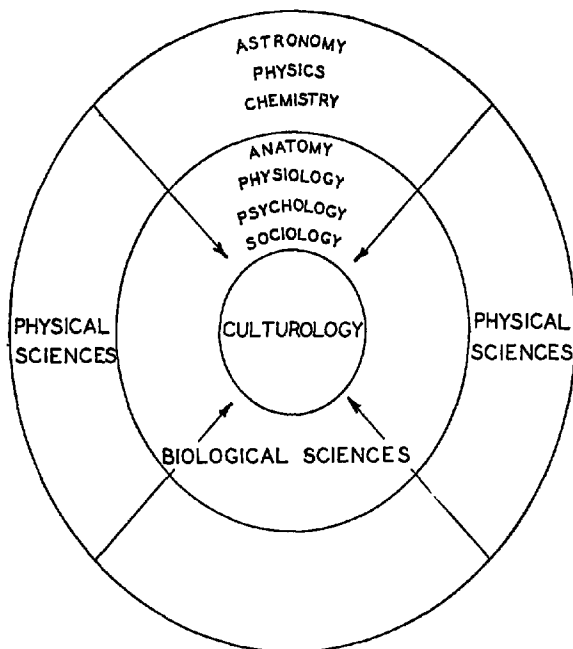 ASTRONOMY
PHYSICS
CHEMISTRY
ANATOMY
PHYSIOLOGY
PSYCHOLOGY
SOCIOLOGY
PHYSICAL
SCIENCES
CULTUROLOGY
PHYSICAL
SCIENCES
BIOLOGICAL SCIENCES